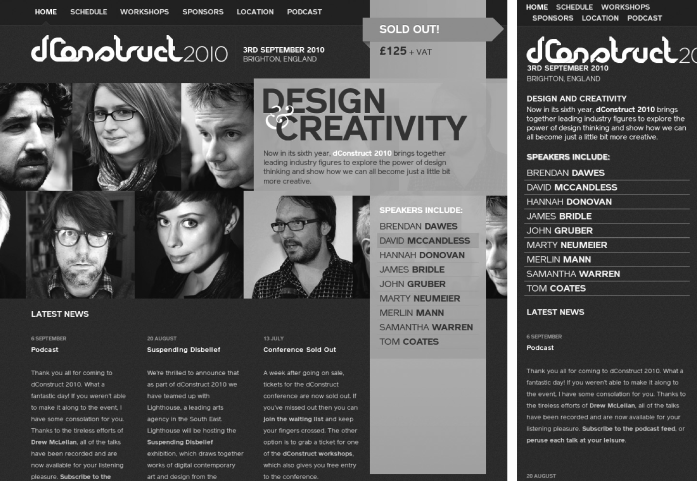 HOME SCHEDULE WORKSHOPS SPONSORS LOCATION PODCAST
dConstruct 2010
3RD SEPTEMBER 2010
BRIGHTON, ENGLAND
SOLD OUT!
£125 + VAT
DESIGN
& CREATIVITY
Now in its sixth year, dConstruct 2010 brings together
leading industry figures to explore the power of design
thinking and show how we can all become just a little bit
more creative.
SPEAKERS INCLUDE:
BRENDAN DAWES
DAVID MCCANDLESS
HANNAH DONOVAN
JAMES BRIDLE
JOHN GRUBER
MARTY NEUMEIER
MERLIN MANN
SAMANTHA WARREN
TOM COATES
LATEST NEWS
6 SEPTEMBER
Podcast
Thank you all for coming to
dConstruct 2010. What a
fantastic day! If you weren't able
to make it along to the event, I
have some consolation for you.
Thanks to the tireless efforts of
Drew McLellan, all of the talks
have been recorded and are
now available for your listening
pleasure. Subscribe to the
20 AUGUST
Suspending Disbelief
We're thrilled to announce that
as part of dConstruct 2010 we
have teamed up with
Lighthouse, a leading arts
agency in the South East.
Lighthouse will be hosting the
Suspending Disbelief
exhibition, which draws together
works of digital contemporary
art and design from the
13 JULY
Conference Sold Out
A week after going on sale,
tickets for the dConstruct
conference are now sold out. If
you've missed out then you can
join the waiting list and keep
your fingers crossed. The other
option is to grab a ticket for one
of the dConstruct workshops,
which also gives you free entry
to the conference.
HOME SCHEDULE WORKSHOPS
SPONSORS LOCATION PODCAST
dConstruct 20
3RD SEPTEMBER 2010
BRIGHTON, ENGLAND
DESIGN AND CREATIVITY
Now in its sixth year, dConstruct 2010 brings together
leading industry figures to explore the
power of design thinking and show how we can
all become just a little bit more creative.
SPEAKERS INCLUDE:
BRENDAN DAWES
DAVID MCCANDLESS
HANNAH DONOVAN
JAMES BRIDLE
JOHN GRUBER
MARTY NEUMEIER
MERLIN MANN
SAMANTHA WARREN
TOM COATES
LATEST NEWS
6 SEPTEMBER
Podcast
Thank you all for coming to dConstruct 2010. What a
fantastic day! If you weren't able to make it along to
the event, I have some consolation for you. Thanks to
the tireless efforts of Drew McLellan, all of the talks
have been recorded and are now available for your
listening pleasure. Subscribe to the podcast feed, or
peruse each talk at your leisure.
20 AUGUST